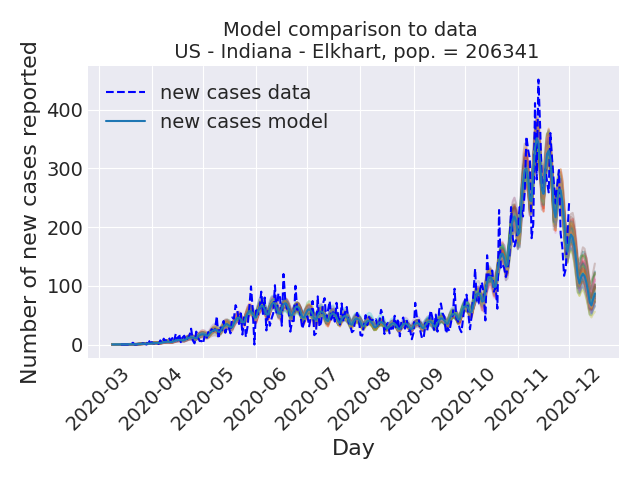 Model comparison to data
US - Indiana - Elkhart, pop. = 206341
Number of new cases reported
400
300
200
100
0
new cases data
new cases model
2020-03
2020-04
2020-05
2020-06
2020-07
2020-08
2020-09
2020-10
2020-11
2020-12
Day